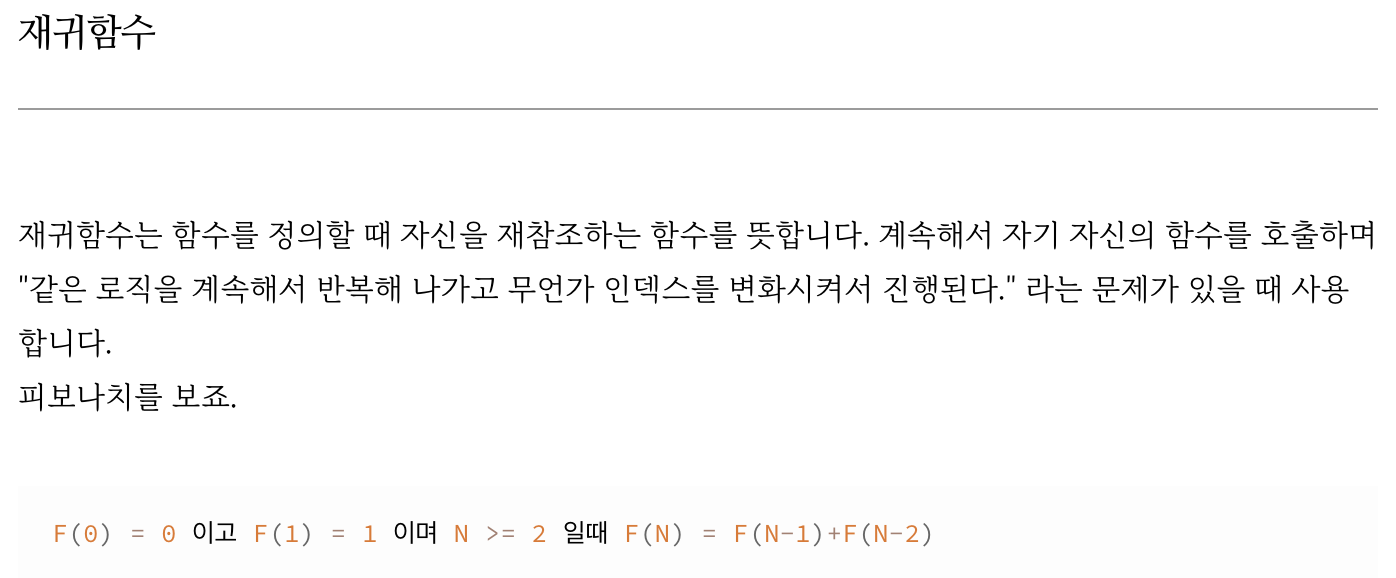 재귀함수
재귀함수는 함수를 정의할 때 자신을 재참조하는 함수를 뜻합니다. 계속해서 자기 자신의 함수를 호출하며
"같은 로직을 계속해서 반복해 나가고 무언가 인덱스를 변화시켜서 진행된다." 라는 문제가 있을 때 사용
합니다.
피보나치를 보죠.
F(0) = 0 이고 F(1) = 1 이며 N >= 2 일때 F(N) = F(N-1)+F(N-2)